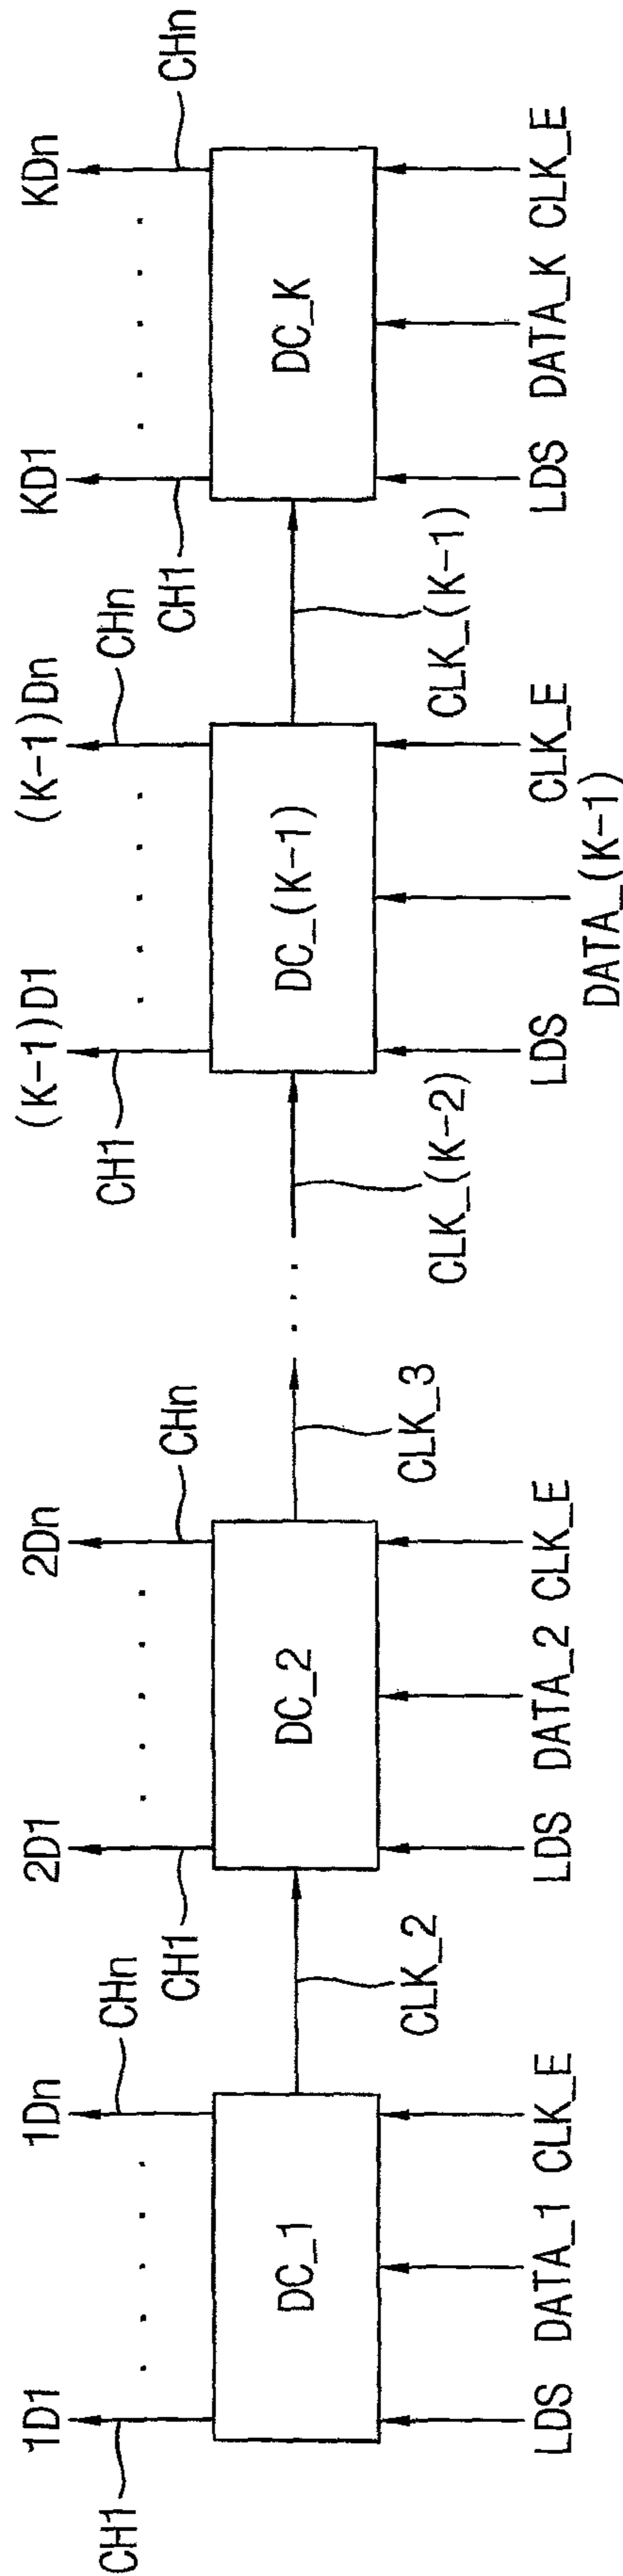 1D1
1Dn
2D1
2Dn
(K-1)D1
(K-1)Dn
KD1
KDn
CH1
CHn
CH1
CHn
CH1
CHn
CH1
CHn
DC_1
DC_2
DC_(K-1)
DC_K
CLK_2
CLK_3
CLK_(K-2)
CLK_(K-1)
LDS
DATA_1
CLK_E
LDS
DATA_2
CLK_E
LDS
DATA_(K-1)
CLK_E
LDS
DATA_K
CLK_E